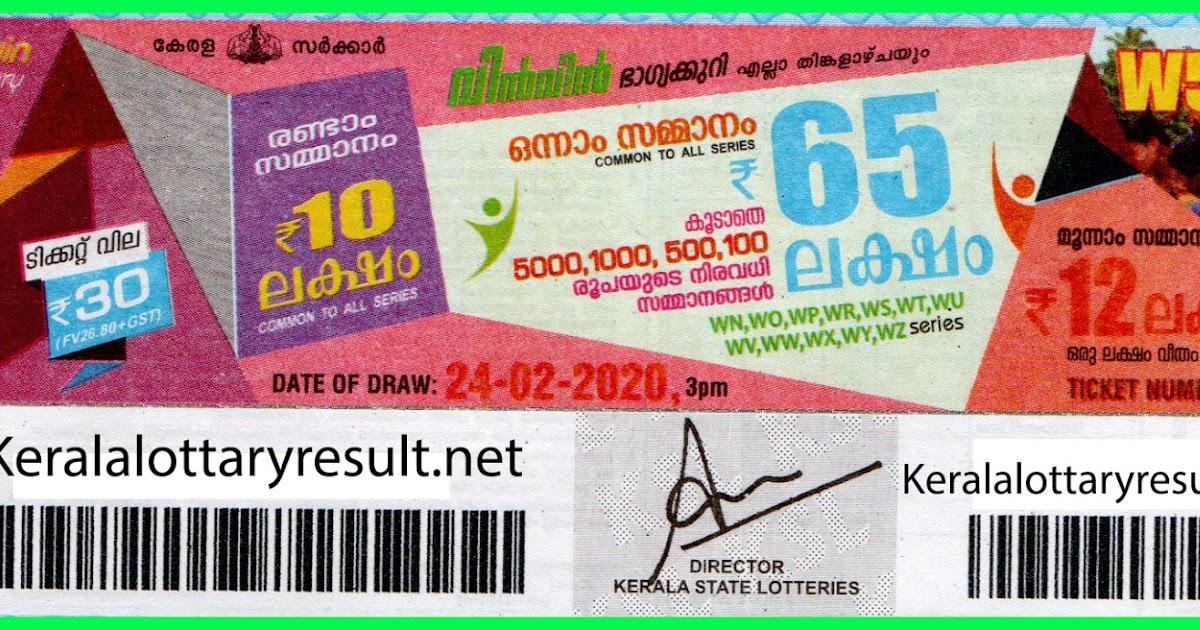 കേരള സർക്കാർ
വിൻവിൻ ഭാഗ്യക്കുറി എല്ലാ തിങ്കളാഴ്ചയും
രണ്ടാം
സമ്മാനം
₹10
ലക്ഷം
COMMON TO ALL SERIES
ടിക്കറ്റ് വില
₹30
(FV26.80+GST)
ഒന്നാം സമ്മാനം
COMMON TO ALL SERIES
₹ 65
ലക്ഷം
കൂടാതെ
5000,1000, 500,100
രൂപയുടെ നിരവധി
സമ്മാനങ്ങൾ
WN,WO,WP,WR,WS,WT,WU
WV,WW,WX,WY,WZ series
മൂന്നാം
₹12
ഒരു ലക്ഷം വീതം
TICKET
DATE OF DRAW: 24-02-2020, 3pm
Keralalottaryresult.net
DIRECTOR
KERALA STATE LOTTERIES